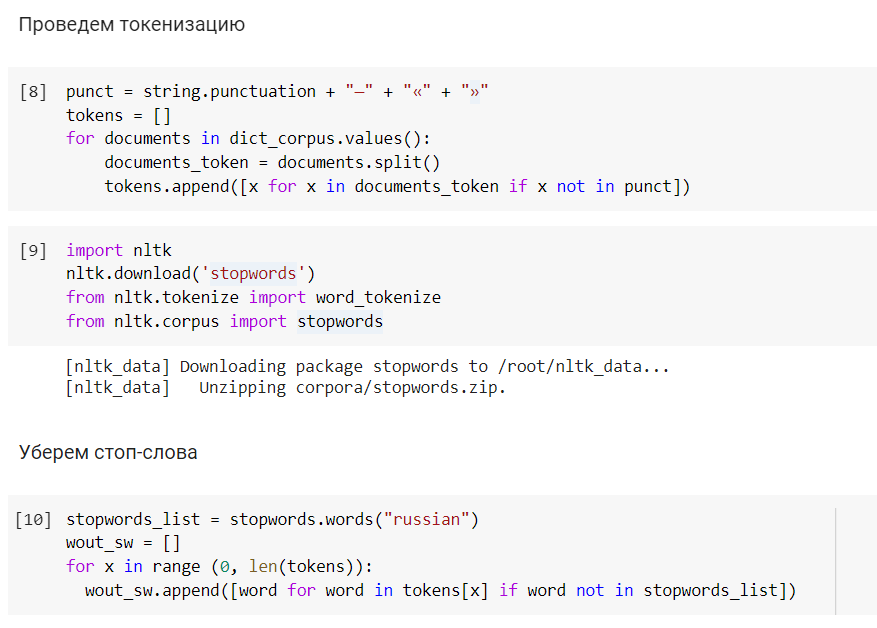 Проведем токенизацию
[8] punct = string.punctuation + "—" + "«" + "»"
tokens = []
for documents in dict_corpus.values():
    documents_token = documents.split()
    tokens.append([x for x in documents_token if x not in punct])
[9] import nltk
nltk.download('stopwords')
from nltk.tokenize import word_tokenize
from nltk.corpus import stopwords
[nltk_data] Downloading package stopwords to /root/nltk_data...
[nltk_data]   Unzipping corpora/stopwords.zip.
Уберем стоп-слова
[10] stopwords_list = stopwords.words("russian")
wout_sw = []
for x in range (0, len(tokens)):
  wout_sw.append([word for word in tokens[x] if word not in stopwords_list])